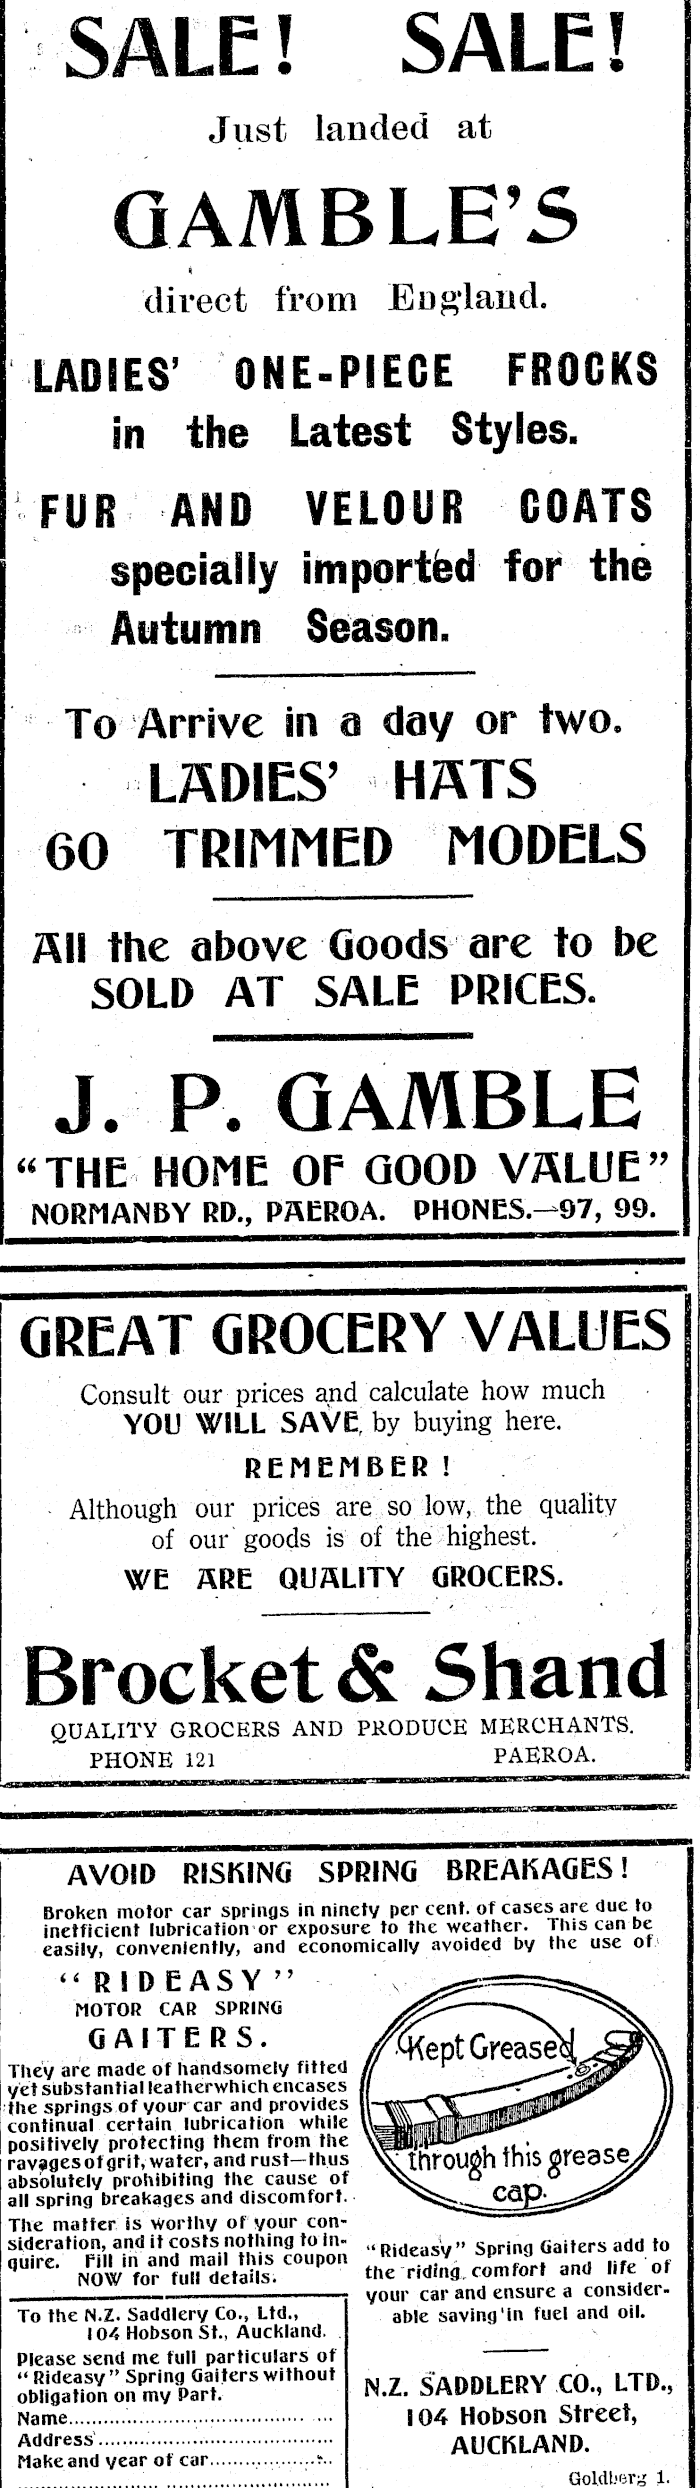 SALE! SALE!
Just landed at
GAMBLE'S
direct from England.
LADIES' ONE-PIECE FROCKS
in the Latest Styles.
FUR AND VELOUR COATS
specially imported for the
Autumn Season.
To Arrive in a day or two.
LADIES' HATS
60 TRIMMED MODELS
All the above Goods are to be
SOLD AT SALE PRICES.
J. P. GAMBLE
"THE HOME OF GOOD VALUE"
NORMANBY RD., PAEROA. PHONES.—97, 99.
GREAT GROCERY VALUES
Consult our prices and calculate how much
YOU WILL SAVE, by buying here.
REMEMBER!
Although our prices are so low, the quality
of our goods is of the highest.
WE ARE QUALITY GROCERS.
Brocket & Shand
QUALITY GROCERS AND PRODUCE MERCHANTS.
PHONE 121 PAEROA.
AVOID RISKING SPRING BREAKAGES!
Broken motor car springs in ninety per cent. of cases are due to
inefficient lubrication or exposure to the weather. This can be
easily, conveniently, and economically avoided by the use of
"RIDEASY"
MOTOR CAR SPRING
GAITERS.
They are made of handsomely fitted
yet substantial leather which encases
the springs of your car and provides
continual certain lubrication while
positively protecting them from the
ravages of grit, water, and rust—thus
absolutely prohibiting the cause of
all spring breakages and discomfort.
The matter is worthy of your con-
sideration, and it costs nothing to in-
quire. Fill in and mail this coupon
NOW for full details.
To the N.Z. Saddlery Co., Ltd.,
104 Hobson St., Auckland.
Please send me full particulars of
"Rideasy" Spring Gaiters without
obligation on my Part.
Name........................................
Address.....................................
Make and year of car....................
Kept Greased
through this grease
cap.
"Rideasy" Spring Gaiters add to
the riding comfort and life of
your car and ensure a consider-
able saving in fuel and oil.
N.Z. SADDLERY CO., LTD.,
104 Hobson Street,
AUCKLAND.
Goldberg 1.